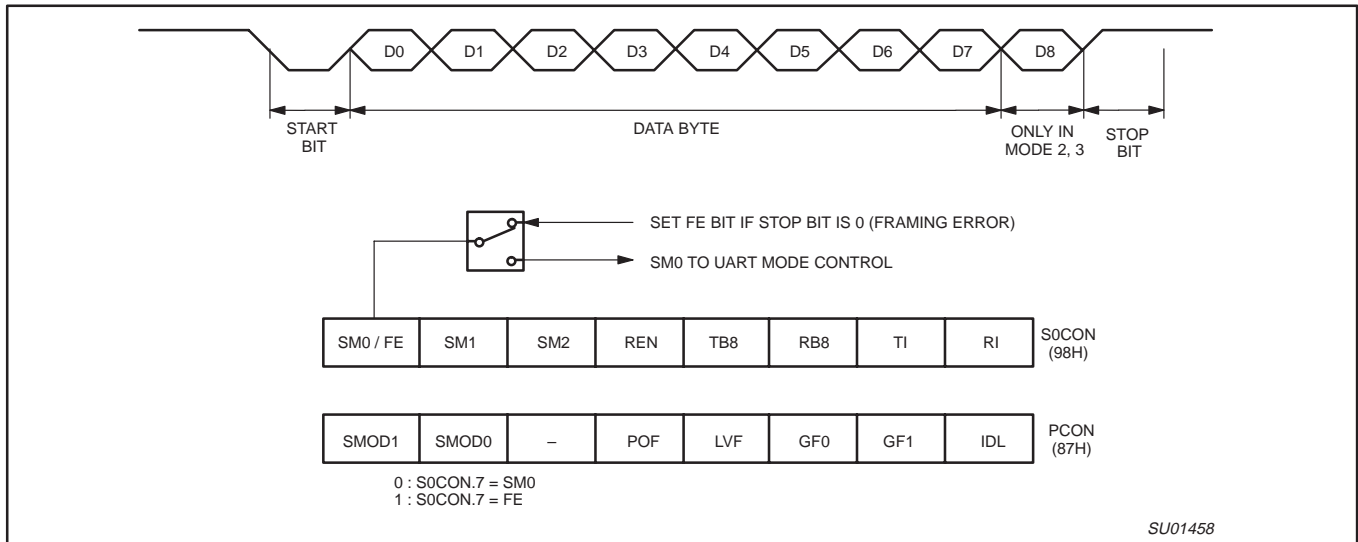 D0 D1 D2 D3 D4 D5 D6 D7 D8
START
BIT
DATA BYTE
ONLY IN
MODE 2, 3
STOP
BIT
SET FE BIT IF STOP BIT IS 0 (FRAMING ERROR)
SM0 TO UART MODE CONTROL
SM0 / FE SM1 SM2 REN TB8 RB8 TI RI
S0CON
(98H)
SMOD1 SMOD0 – POF LVF GF0 GF1 IDL
PCON
(87H)
0 : S0CON.7 = SM0
1 : S0CON.7 = FE
SU01458